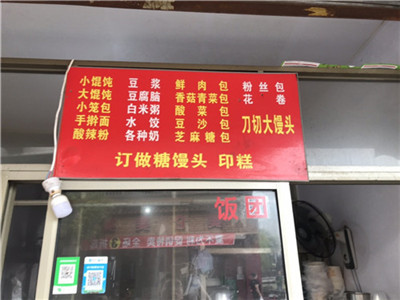 小馄饨 豆浆 鲜肉包 粉丝包
大馄饨 豆腐脑 香菇青菜包 花卷
小笼包 白米粥 酸菜包
手擀面 水饺 豆沙包 刀切大馒头
酸辣粉 各种奶 芝麻糖包
订做糖馒头 印糕
饭团